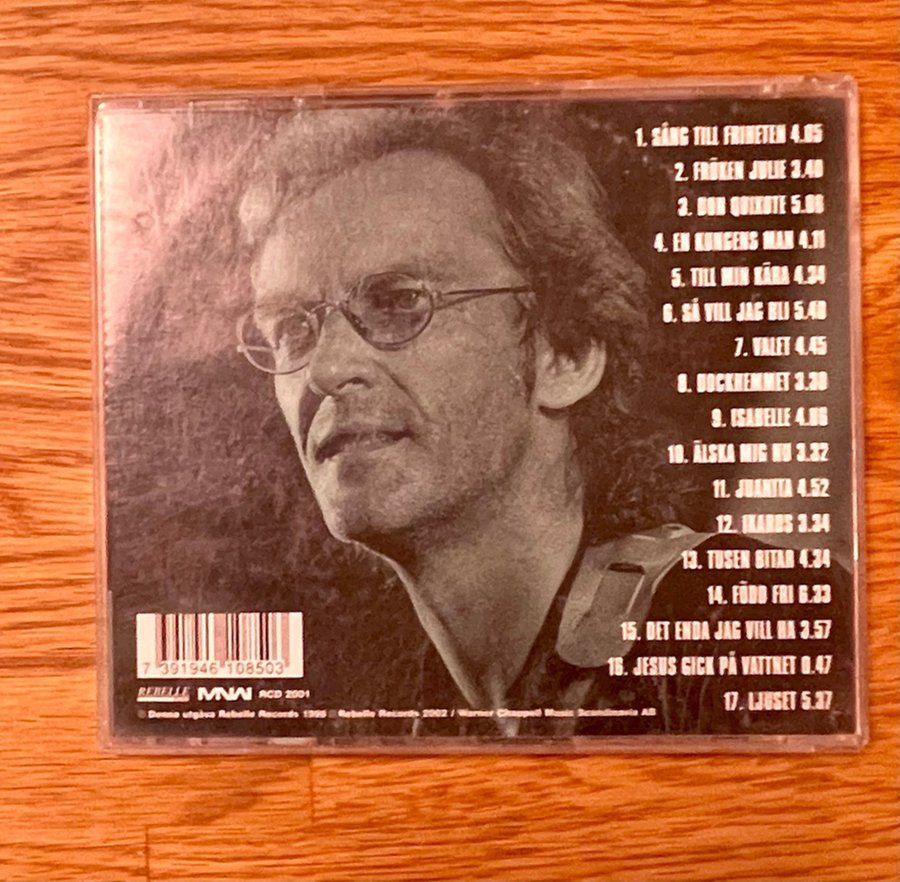 1. SÅNG TILL FRIHETEN 4.05
2. FRÖKEN JULIE 3.40
3. DON QUIXOTE 5.08
4. EN KUNGENS MAN 4.11
5. TILL MIN KÄRA 4.34
6. SÅ VILL JAG BLI 5.40
7. VALET 4.45
8. DOCKHEMMET 3.30
9. ISABELLE 4.06
10. ÄLSKA MIG NU 3.32
11. JUANITA 4.52
12. IKAROS 3.34
13. TUSEN BITAR 4.34
14. FÖDD FRI 6.33
15. DET ENDA JAG VILL HA 3.57
16. JESUS GICK PÅ VATTNET 0.47
17. LJUSET 5.37
7 391946 108503
REBELLE MNW RCD 2001
Denna utgåva Rebelle Records 1995 Rebelle Records 2002 / Warner Chappell Music Scandinavia AB